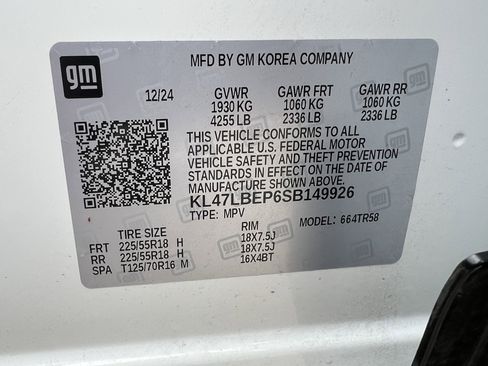 gm
MFD BY GM KOREA COMPANY
12/24 GVWR GAWR FRT GAWR RR
1930 KG 1060 KG 1060 KG
4255 LB 2336 LB 2336 LB
THIS VEHICLE CONFORMS TO ALL
APPLICABLE U.S. FEDERAL MOTOR
VEHICLE SAFETY AND THEFT PREVENTION
STANDARDS IN EFFECT ON THE DATE OF
MANUFACTURE SHOWN ABOVE.
KL47LBEP6SB149926
TYPE: MPV MODEL: 664TR58
TIRE SIZE RIM
FRT 225/55R18 H 18X7.5J
RR 225/55R18 H 18X7.5J
SPA T125/70R16 M 16X4BT